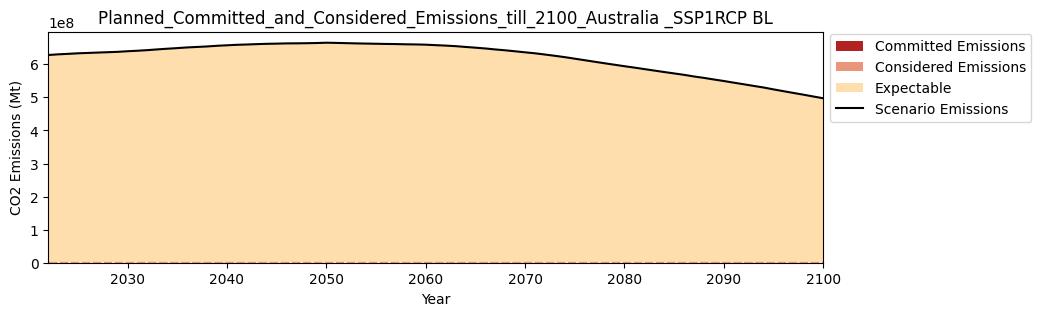 Planned_Committed_and_Considered_Emissions_till_2100_Australia _SSP1RCP BL
1e8
6
5
4
3
2
1
0
CO2 Emissions (Mt)
2030 2040 2050 2060 2070 2080 2090 2100
Year
Committed Emissions
Considered Emissions
Expectable
Scenario Emissions